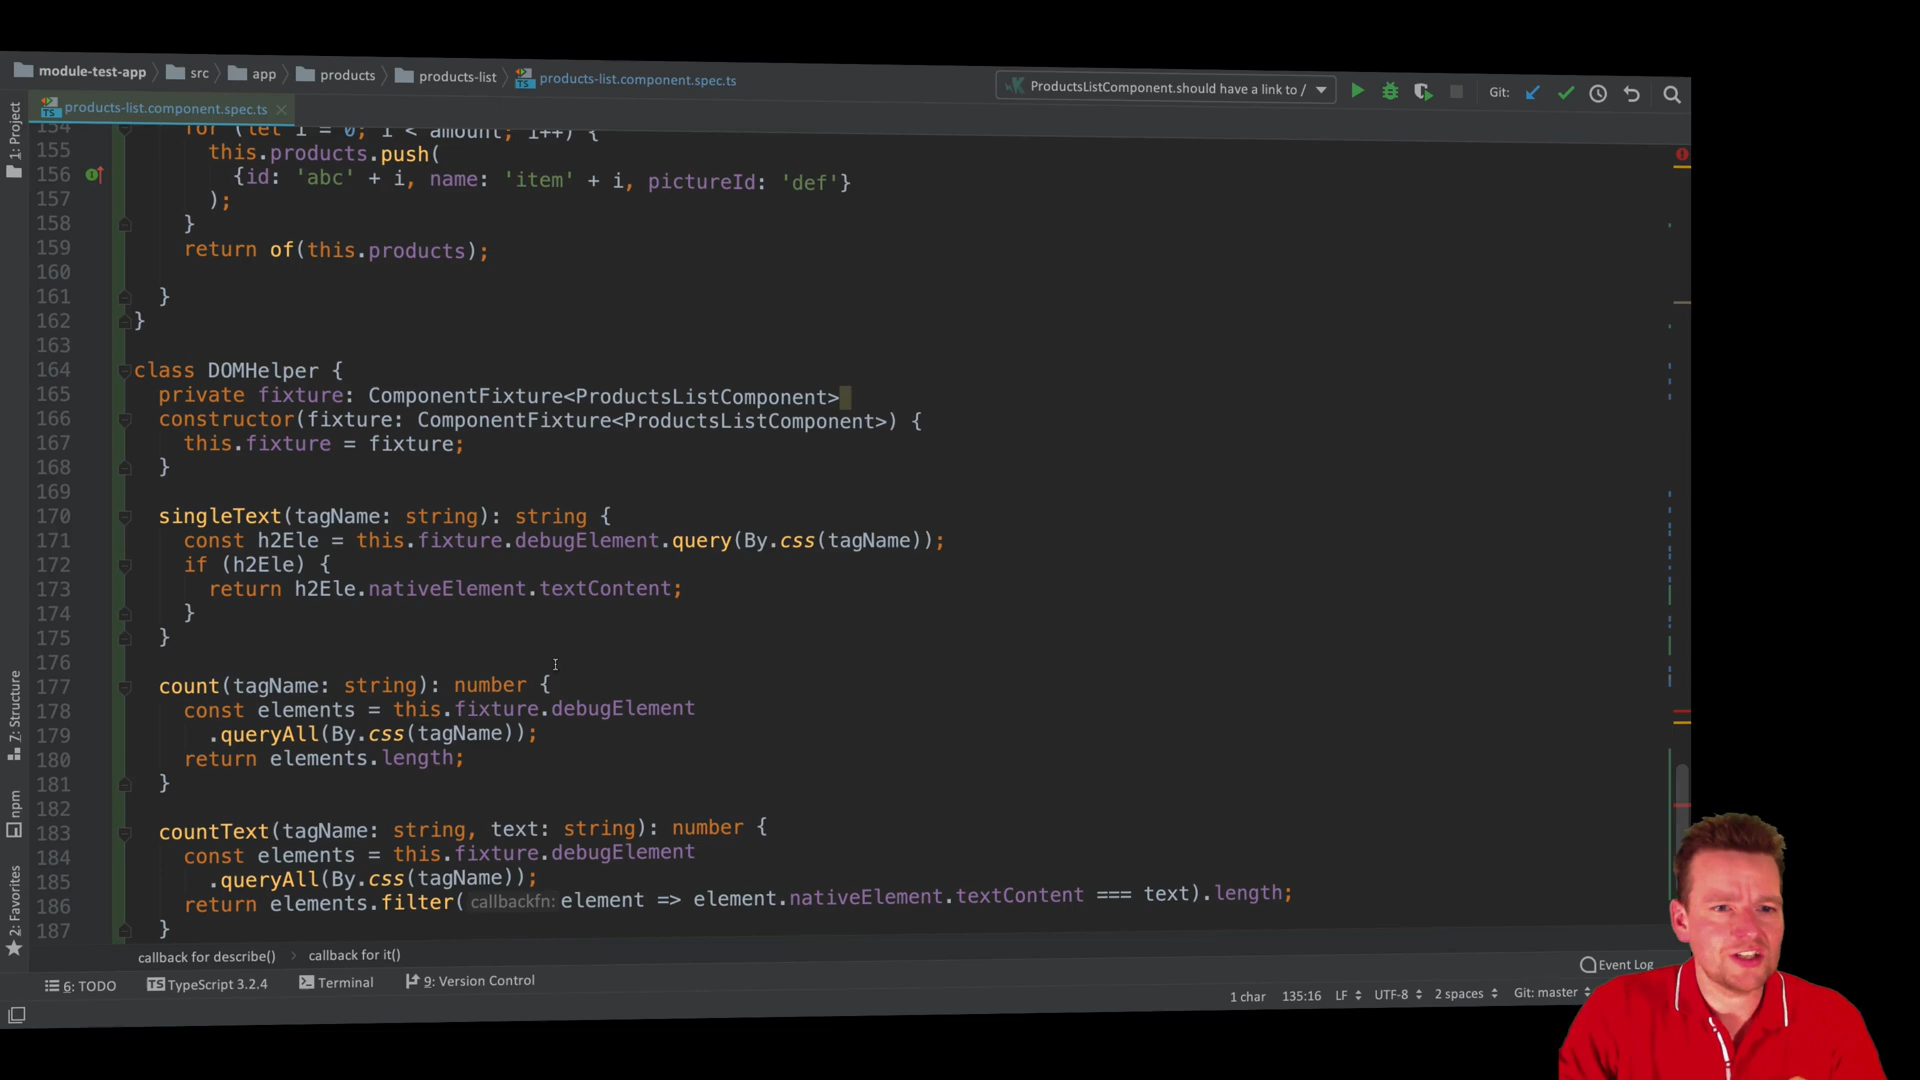 module-test-app src app products products-list products-list.component.spec.ts
ProductsListComponent.should have a link to /
Git:
products-list.component.spec.ts
1: Project
7: Structure
npm
2: Favorites
154 for (let i = 0; i < amount; i++) {
155 this.products.push(
156 {id: 'abc' + i, name: 'item' + i, pictureId: 'def'}
157 );
158 }
159 return of(this.products);
160
161 }
162 }
163
164 class DOMHelper {
165 private fixture: ComponentFixture<ProductsListComponent>
166 constructor(fixture: ComponentFixture<ProductsListComponent>) {
167 this.fixture = fixture;
168 }
169
170 singleText(tagName: string): string {
171 const h2Ele = this.fixture.debugElement.query(By.css(tagName));
172 if (h2Ele) {
173 return h2Ele.nativeElement.textContent;
174 }
175 }
176
177 count(tagName: string): number {
178 const elements = this.fixture.debugElement
179 .queryAll(By.css(tagName));
180 return elements.length;
181 }
182
183 countText(tagName: string, text: string): number {
184 const elements = this.fixture.debugElement
185 .queryAll(By.css(tagName));
186 return elements.filter( callbackfn: element => element.nativeElement.textContent === text).length;
187 }
callback for describe() callback for it()
6: TODO TypeScript 3.2.4 Terminal 9: Version Control
Event Log
1 char 135:16 LF UTF-8 2 spaces Git: master